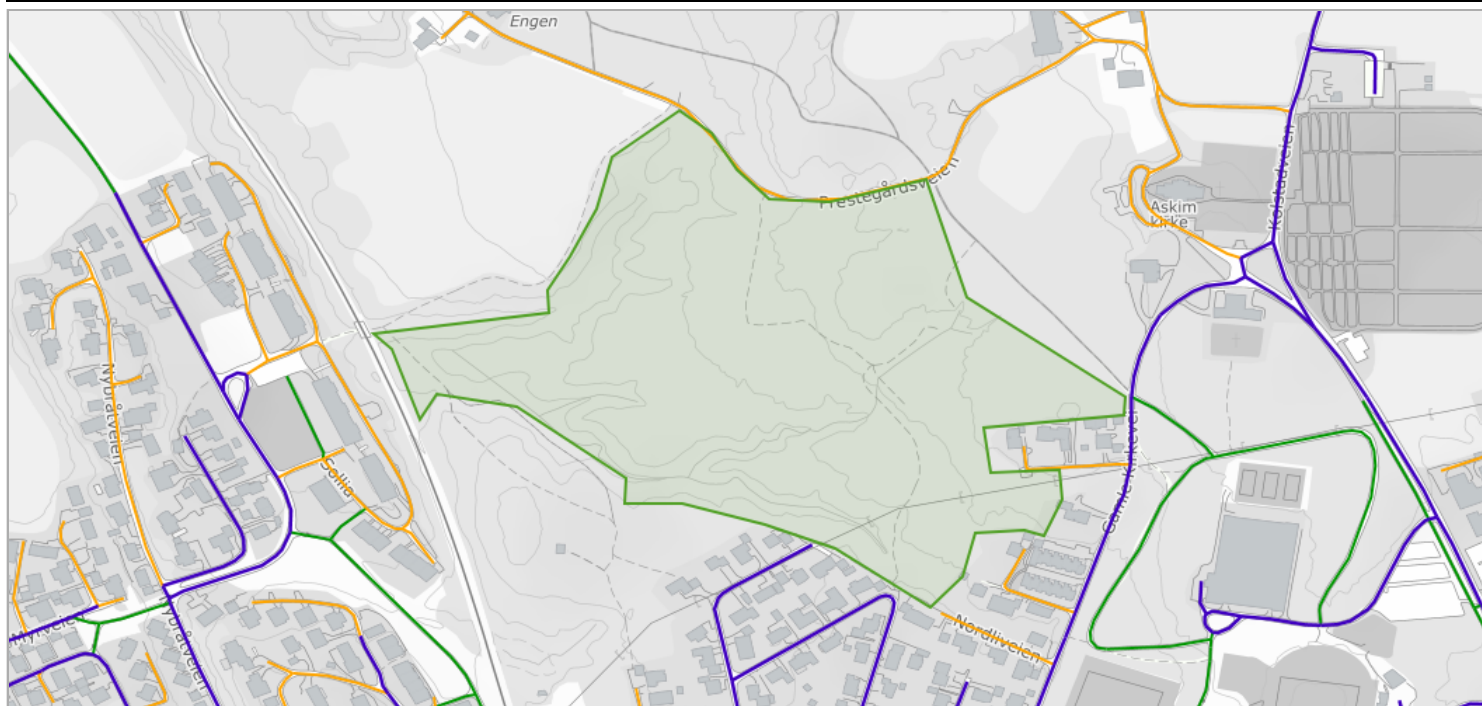 Engen
Prestegårdsveien
Askim
kirke
Kolstadveien
Nybråtveien
Sollia
Gamle Kirkevei
Myrveien
Nybråtveien
Nordliveien